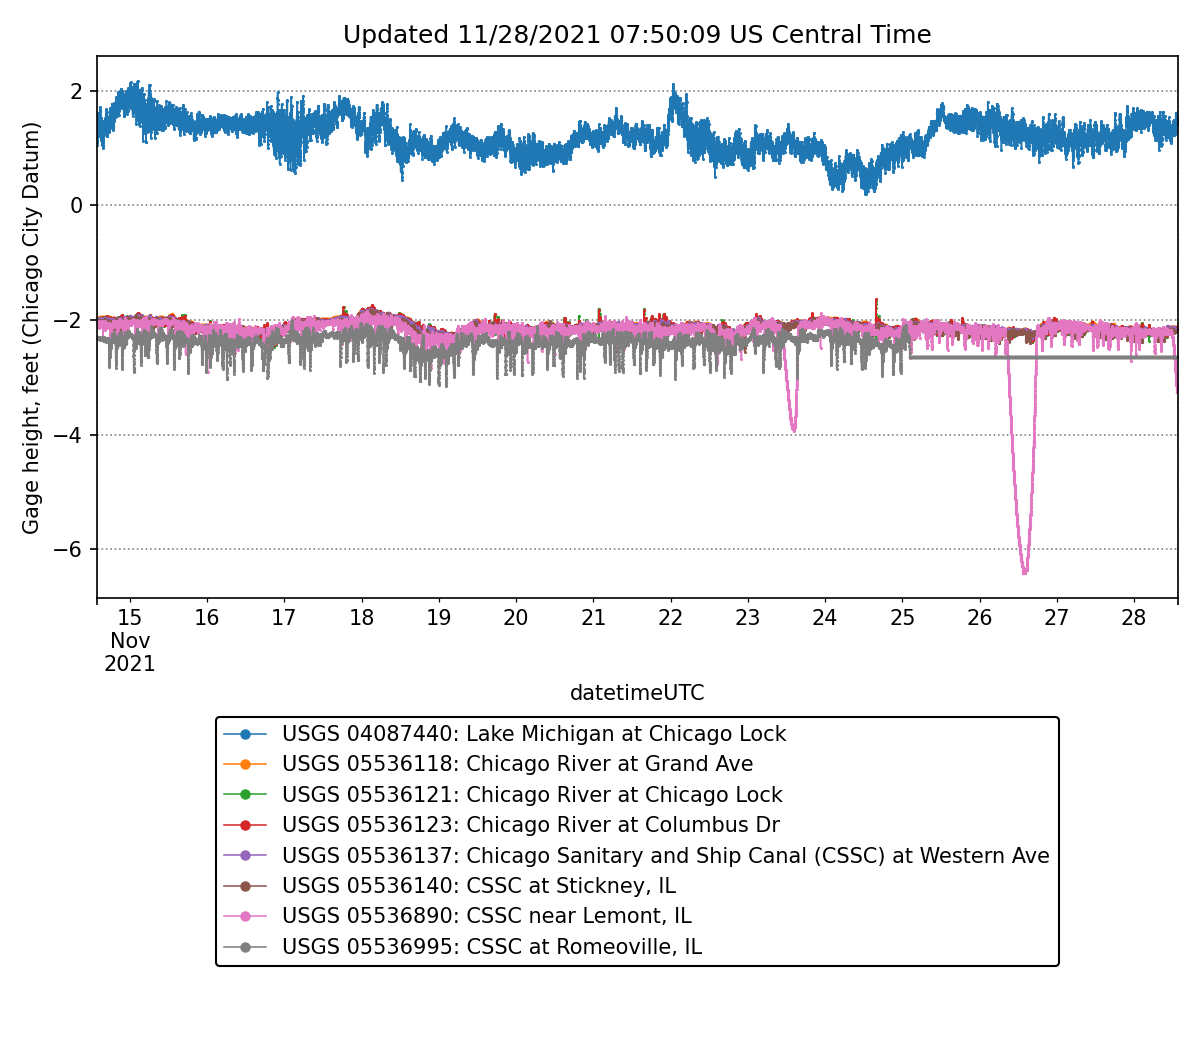 Updated 11/28/2021 07:50:09 US Central Time
Gage height, feet (Chicago City Datum)
2
0
−2
−4
−6
15 16 17 18 19 20 21 22 23 24 25 26 27 28
Nov
2021
datetimeUTC
USGS 04087440: Lake Michigan at Chicago Lock
USGS 05536118: Chicago River at Grand Ave
USGS 05536121: Chicago River at Chicago Lock
USGS 05536123: Chicago River at Columbus Dr
USGS 05536137: Chicago Sanitary and Ship Canal (CSSC) at Western Ave
USGS 05536140: CSSC at Stickney, IL
USGS 05536890: CSSC near Lemont, IL
USGS 05536995: CSSC at Romeoville, IL